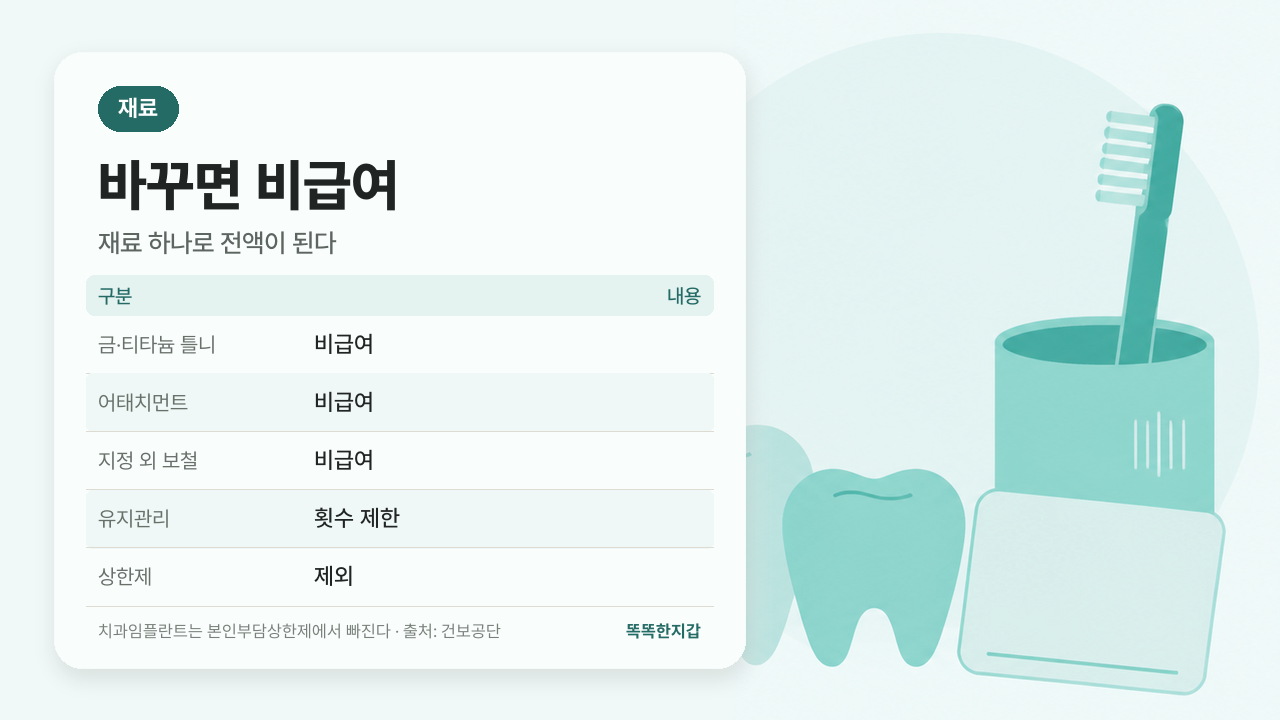 재료
바꾸면 비급여
재료 하나로 전액이 된다
구분 내용
금·티타늄 틀니 비급여
어태치먼트 비급여
지정 외 보철 비급여
유지관리 횟수 제한
상한제 제외
치과임플란트는 본인부담상한제에서 빠진다 · 출처: 건보공단 똑똑한지갑